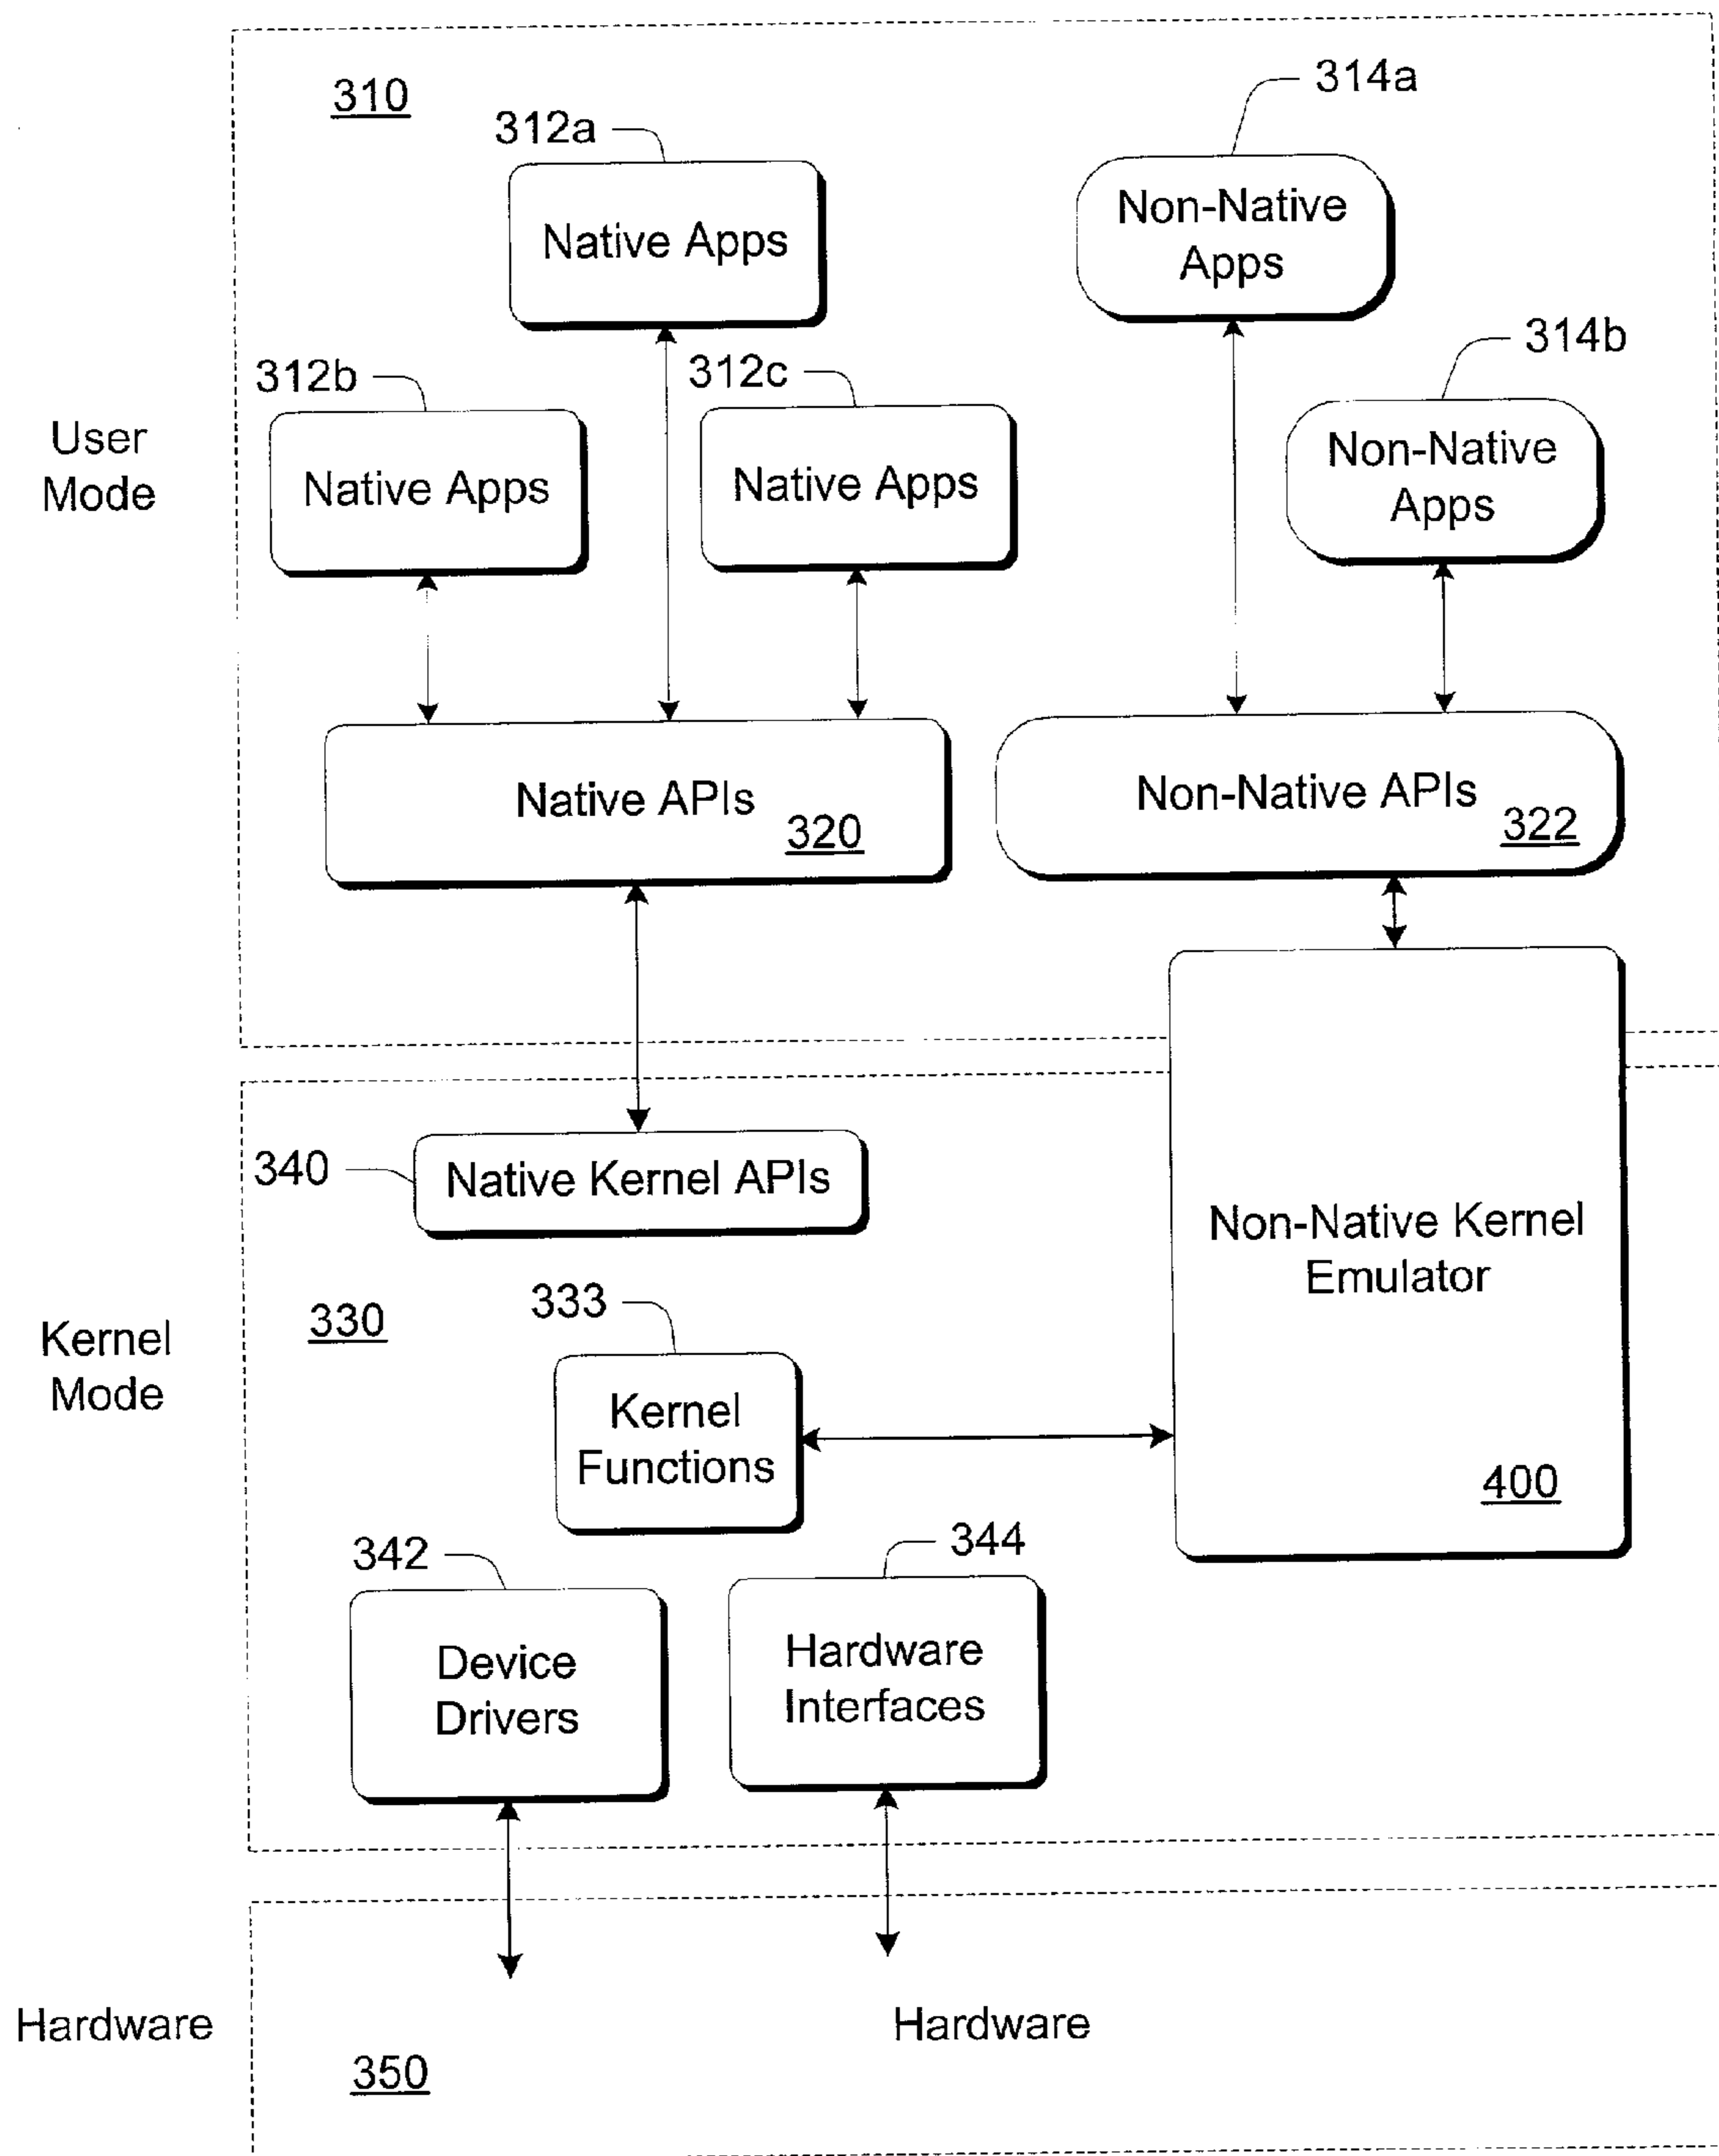 310
312a
314a
Native Apps
Non-Native
Apps
312b
312c
314b
User
Mode
Native Apps
Native Apps
Non-Native
Apps
Native APIs
320
Non-Native APIs
322
340
Native Kernel APIs
Non-Native Kernel
Emulator
400
Kernel
Mode
330
333
Kernel
Functions
342
344
Device
Drivers
Hardware
Interfaces
Hardware
Hardware
350